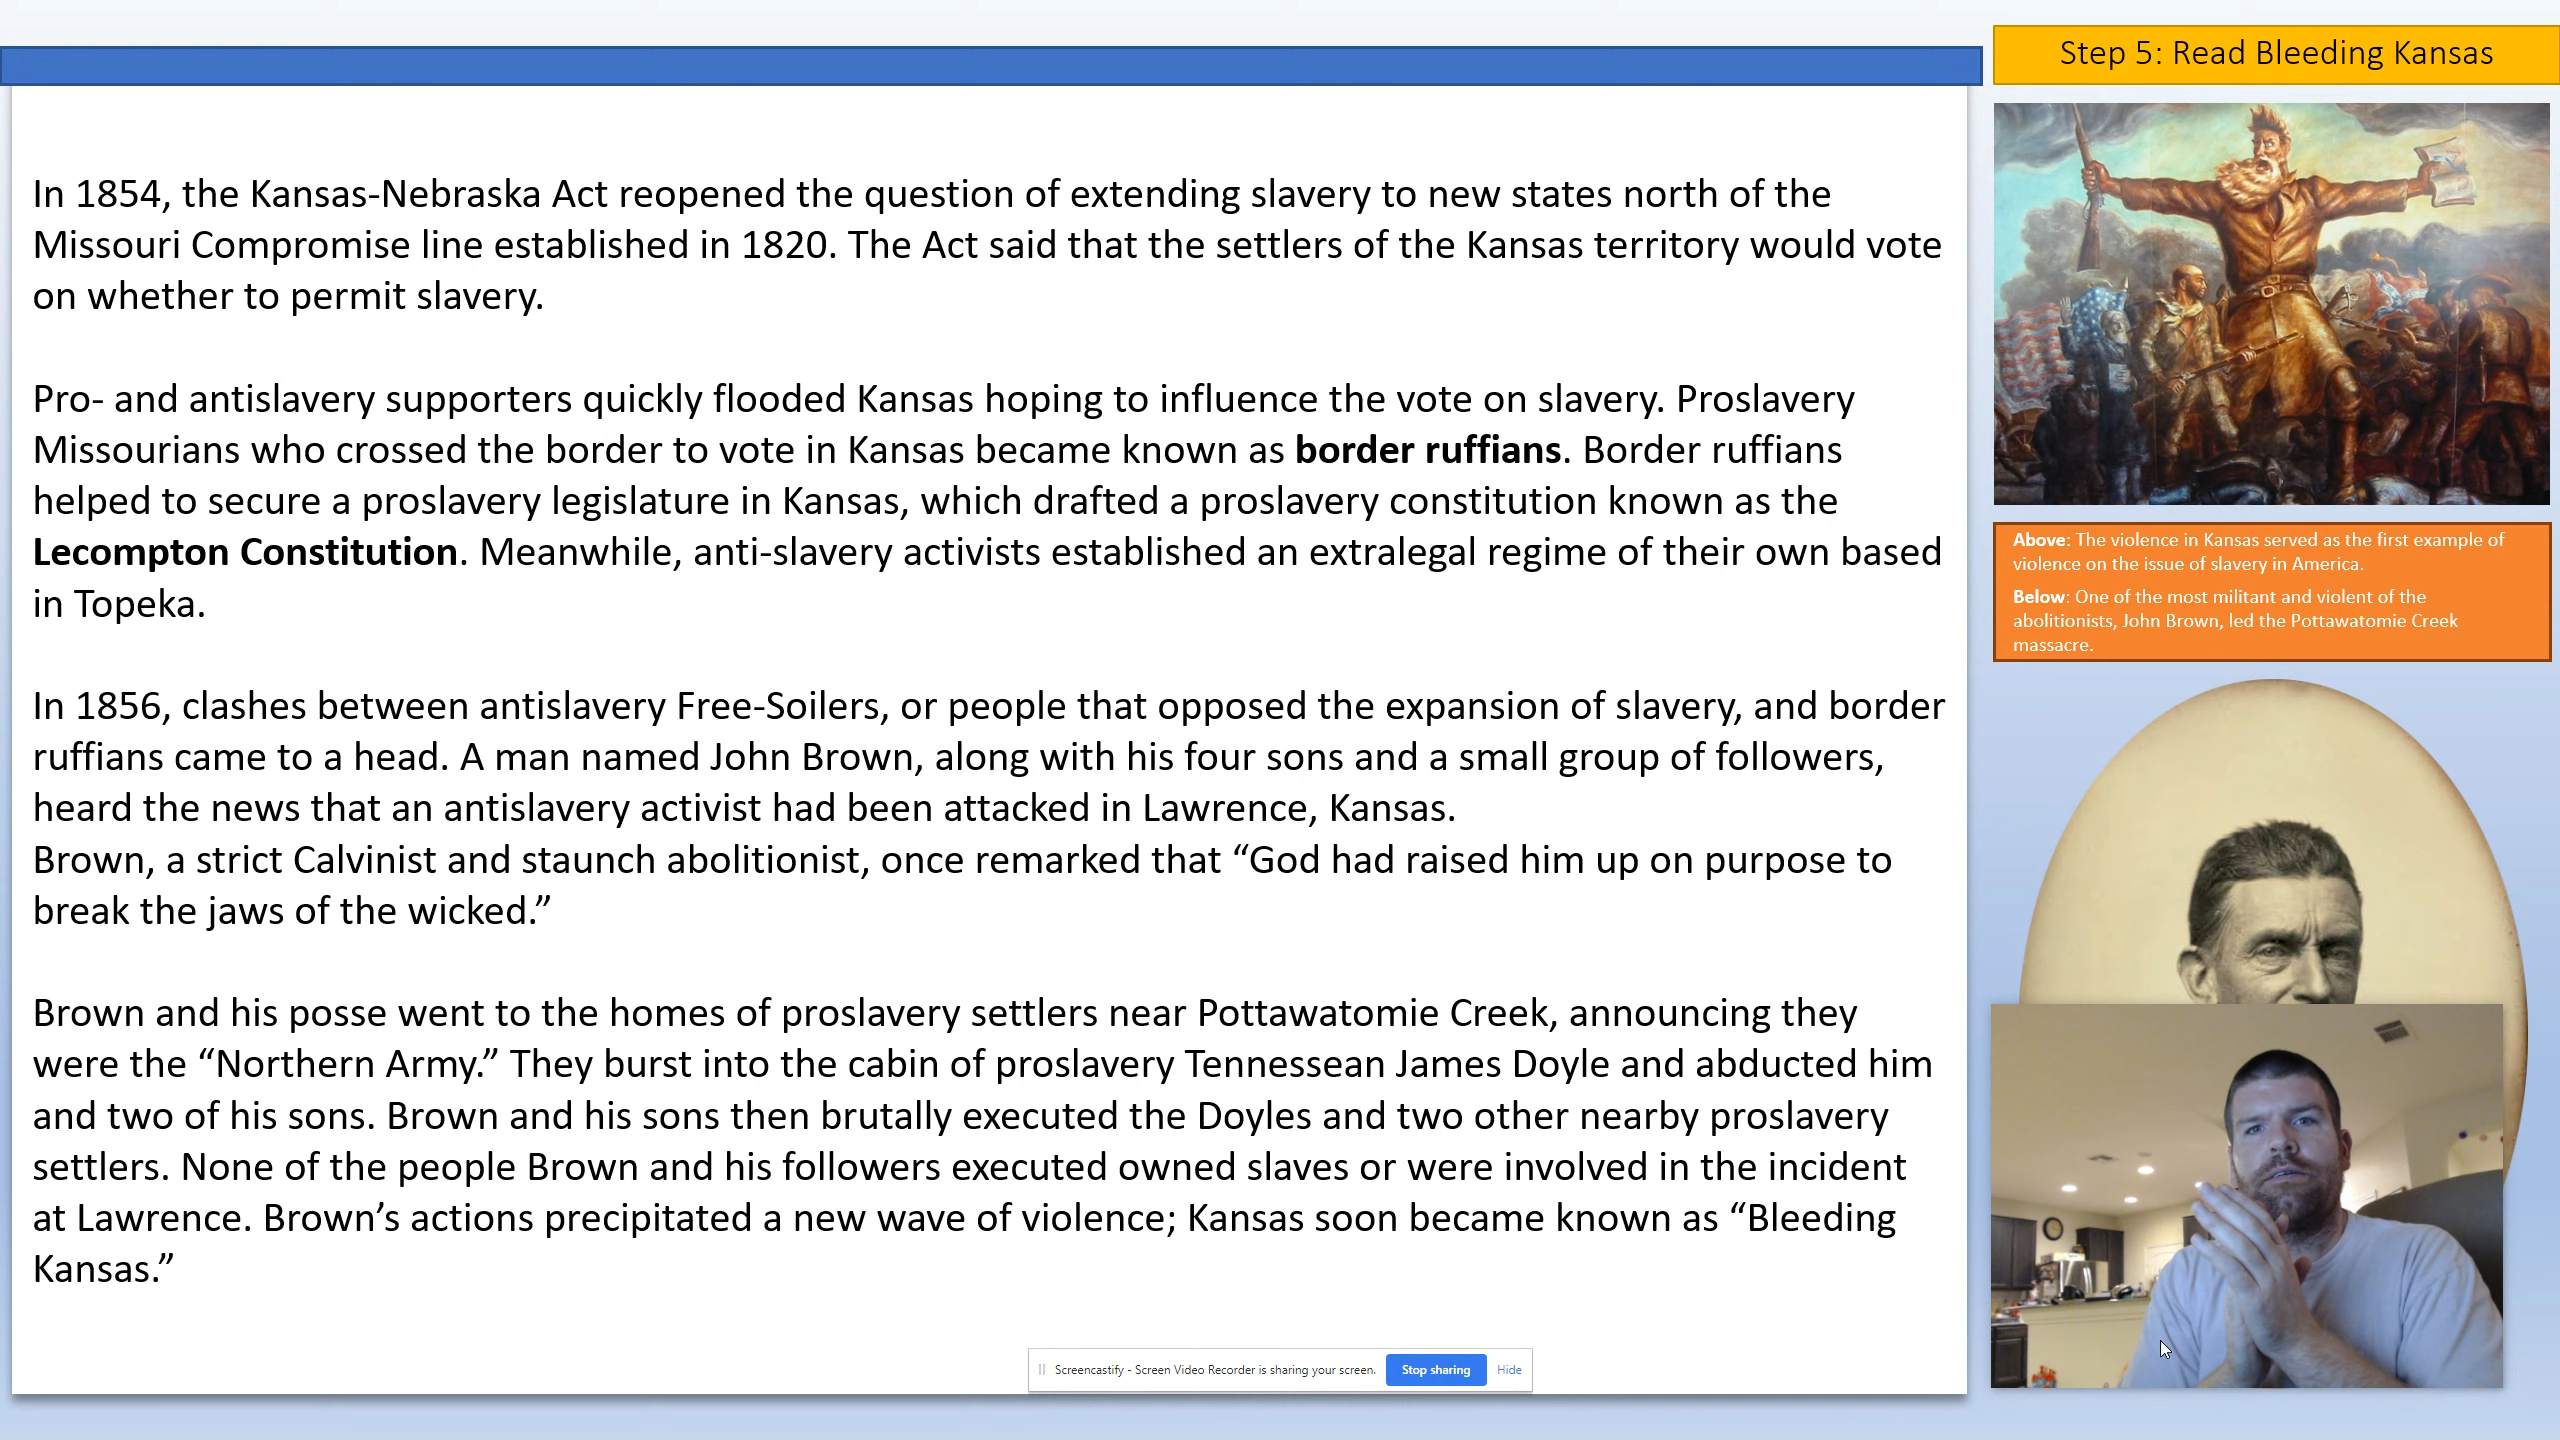 Step 5: Read Bleeding Kansas
In 1854, the Kansas-Nebraska Act reopened the question of extending slavery to new states north of the
Missouri Compromise line established in 1820. The Act said that the settlers of the Kansas territory would vote
on whether to permit slavery.
Pro- and antislavery supporters quickly flooded Kansas hoping to influence the vote on slavery. Proslavery
Missourians who crossed the border to vote in Kansas became known as border ruffians. Border ruffians
helped to secure a proslavery legislature in Kansas, which drafted a proslavery constitution known as the
Lecompton Constitution. Meanwhile, anti-slavery activists established an extralegal regime of their own based
in Topeka.
In 1856, clashes between antislavery Free-Soilers, or people that opposed the expansion of slavery, and border
ruffians came to a head. A man named John Brown, along with his four sons and a small group of followers,
heard the news that an antislavery activist had been attacked in Lawrence, Kansas.
Brown, a strict Calvinist and staunch abolitionist, once remarked that “God had raised him up on purpose to
break the jaws of the wicked.”
Brown and his posse went to the homes of proslavery settlers near Pottawatomie Creek, announcing they
were the “Northern Army.” They burst into the cabin of proslavery Tennessean James Doyle and abducted him
and two of his sons. Brown and his sons then brutally executed the Doyles and two other nearby proslavery
settlers. None of the people Brown and his followers executed owned slaves or were involved in the incident
at Lawrence. Brown’s actions precipitated a new wave of violence; Kansas soon became known as “Bleeding
Kansas.”
Above: The violence in Kansas served as the first example of
violence on the issue of slavery in America.
Below: One of the most militant and violent of the
abolitionists, John Brown, led the Pottawatomie Creek
massacre.
Screencastify - Screen Video Recorder is sharing your screen.
Stop sharing
Hide